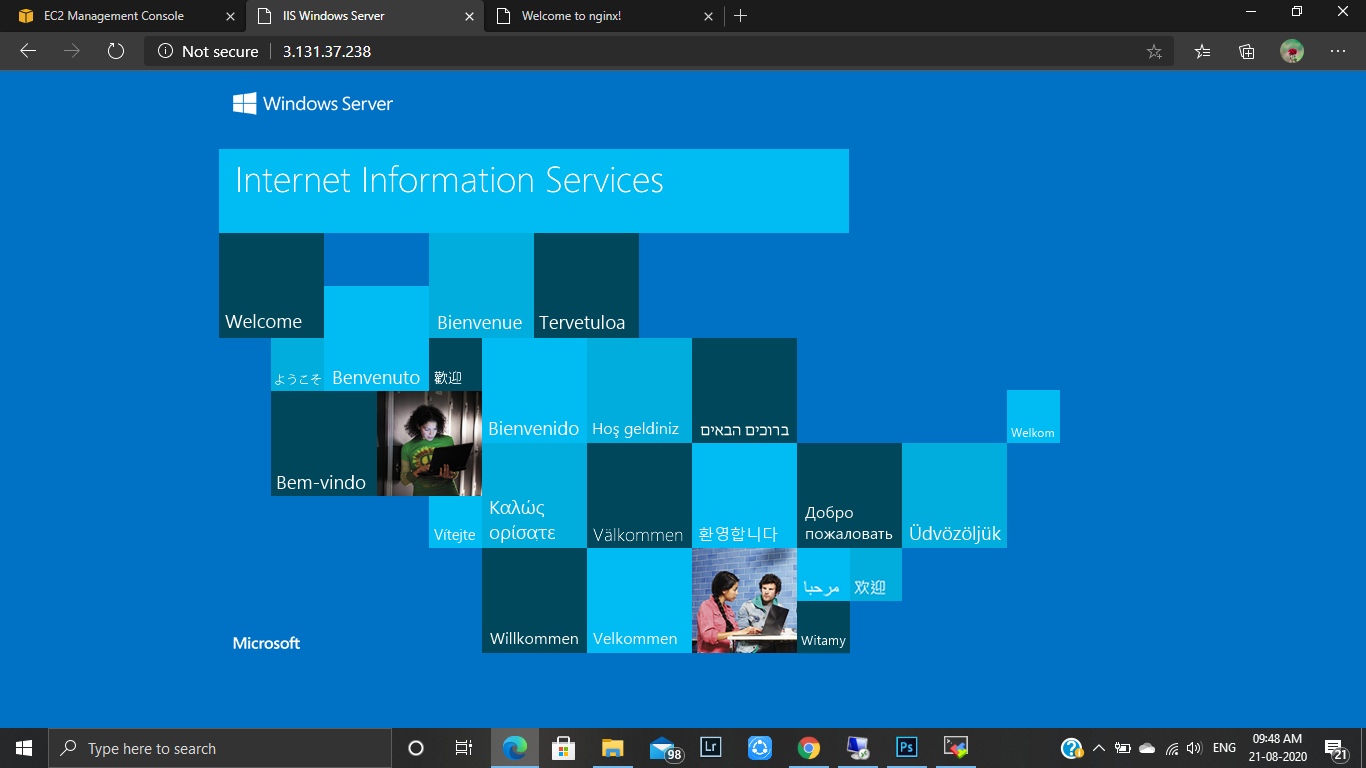 EC2 Management Console
IIS Windows Server
Welcome to nginx!
Not secure
3.131.37.238
Windows Server
Internet Information Services
Welcome
Bienvenue
Tervetuloa
ようこそ
Benvenuto
歡迎
Bienvenido
Hoş geldiniz
ברוכים הבאים
Welkom
Bem-vindo
Vítejte
Καλώς
ορίσατε
Välkommen
환영합니다
Добро
пожаловать
Üdvözöljük
Willkommen
Velkommen
مرحبا
欢迎
Witamy
Microsoft
Type here to search
98
Lr
Ps
ENG
09:48 AM
21-08-2020
21